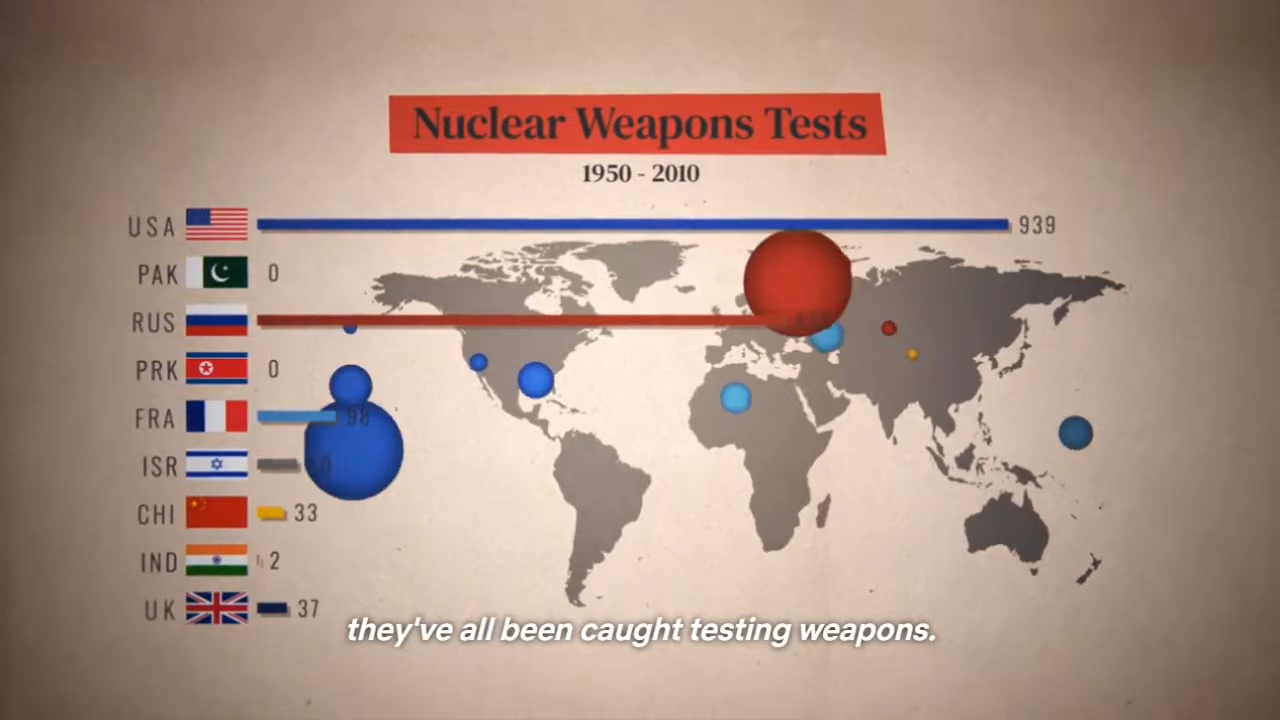 Nuclear Weapons Tests
1950 - 2010
USA 939
PAK 0
RUS
PRK 0
FRA 98
ISR
CHI 33
IND 2
UK 37
they've all been caught testing weapons.